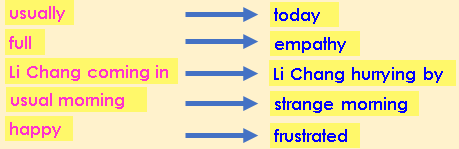 usually today
full empathy
Li Chang coming in Li Chang hurrying by
usual morning strange morning
happy frustrated